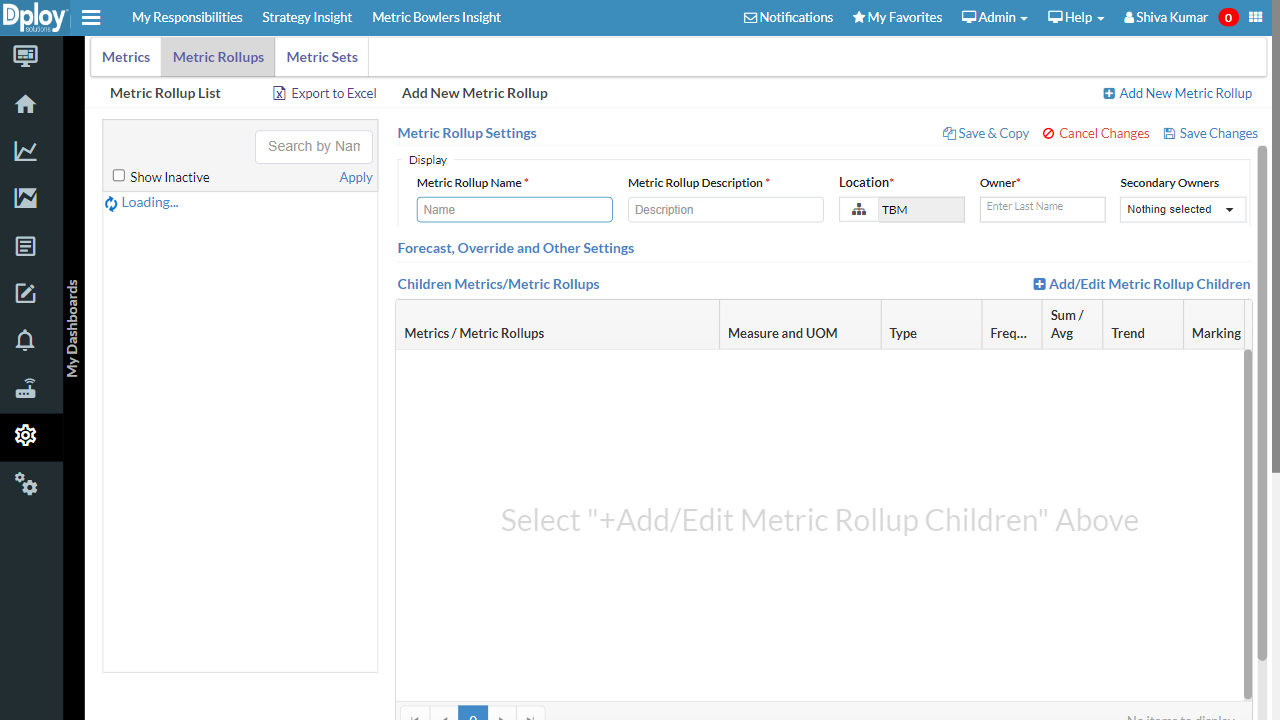 Dploy
solutions
My Responsibilities
Strategy Insight
Metric Bowlers Insight
Notifications
My Favorites
Admin
Help
Shiva Kumar
0
Metrics
Metric Rollups
Metric Sets
Metric Rollup List
Export to Excel
Add New Metric Rollup
Add New Metric Rollup
My Dashboards
Search by Nam
Show Inactive
Apply
Loading...
Metric Rollup Settings
Save & Copy
Cancel Changes
Save Changes
Display
Metric Rollup Name *
Metric Rollup Description *
Location*
Owner*
Secondary Owners
Name
Description
TBM
Enter Last Name
Nothing selected
Forecast, Override and Other Settings
Children Metrics/Metric Rollups
Add/Edit Metric Rollup Children
Metrics / Metric Rollups
Measure and UOM
Type
Freq...
Sum /
Avg
Trend
Marking
Select "+Add/Edit Metric Rollup Children" Above
0
No items to display